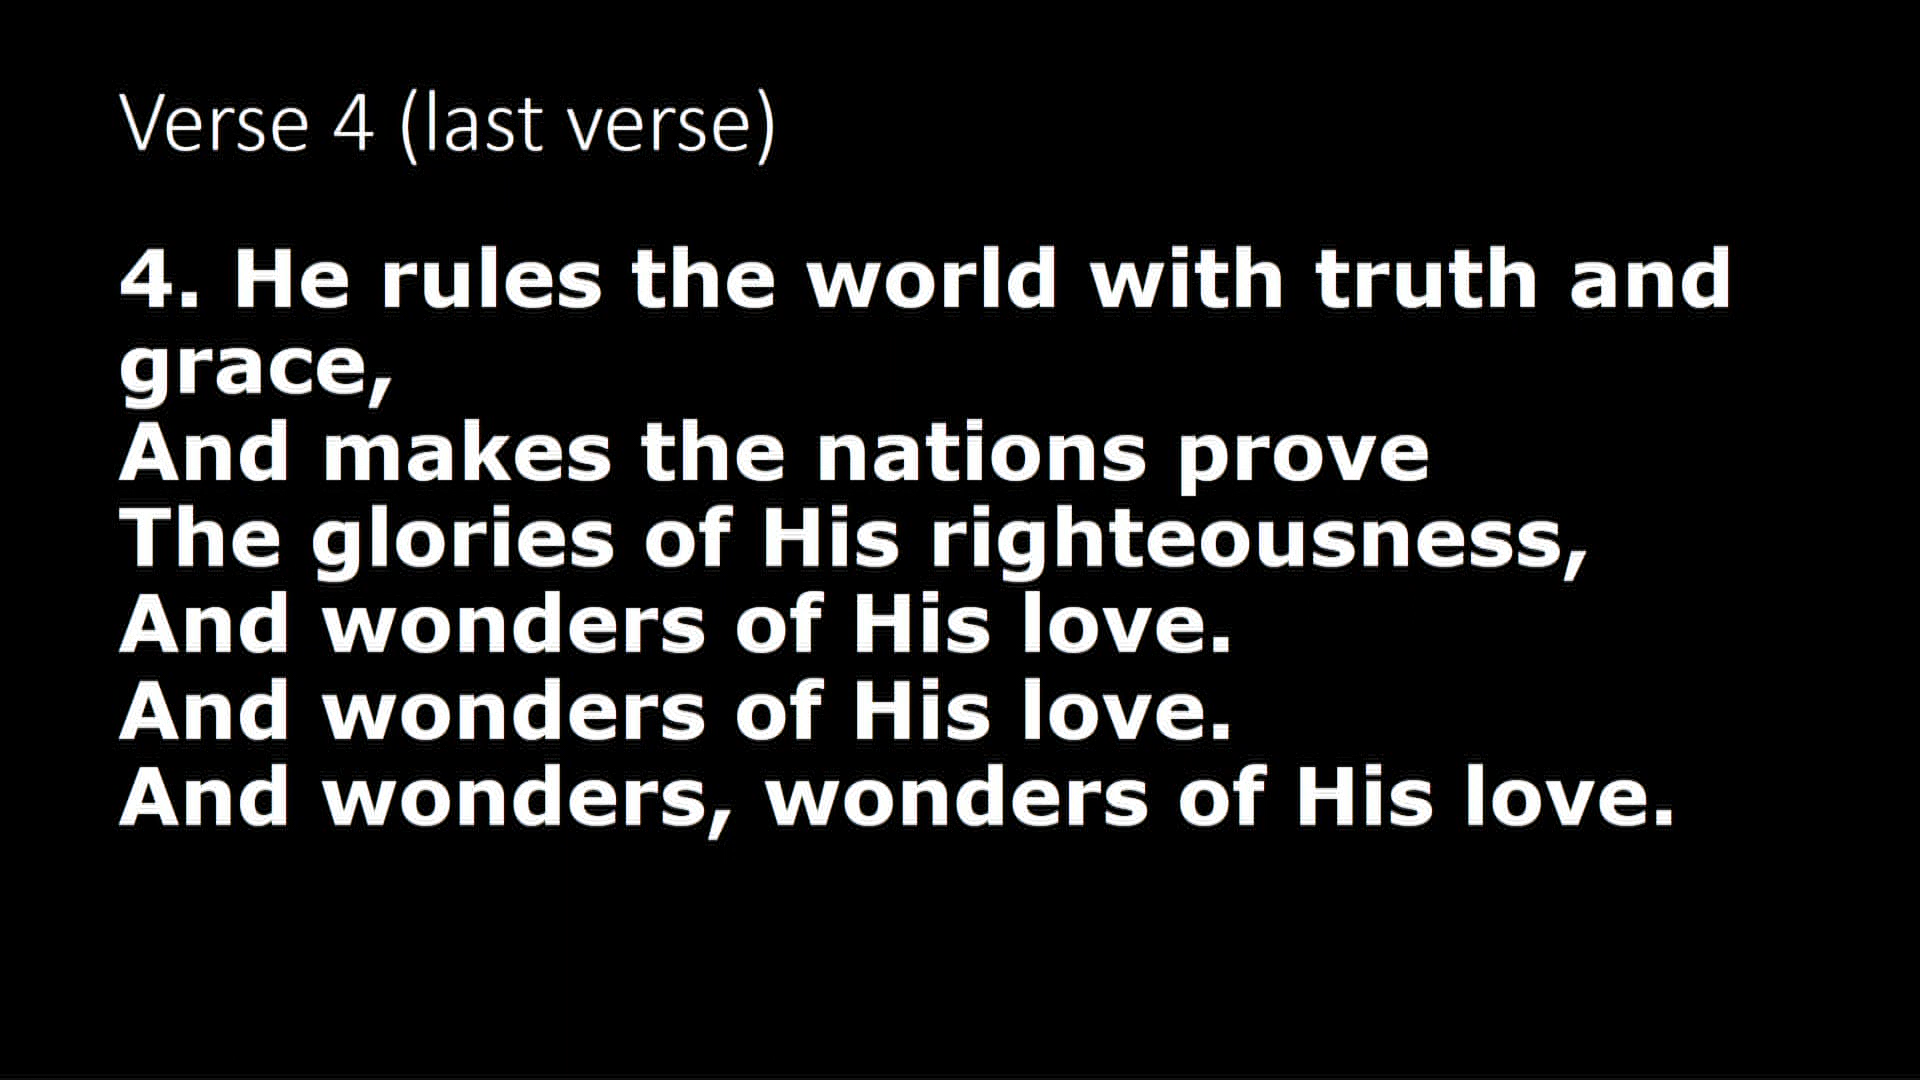 Verse 4 (last verse)
4. He rules the world with truth and
grace,
And makes the nations prove
The glories of His righteousness,
And wonders of His love.
And wonders of His love.
And wonders, wonders of His love.